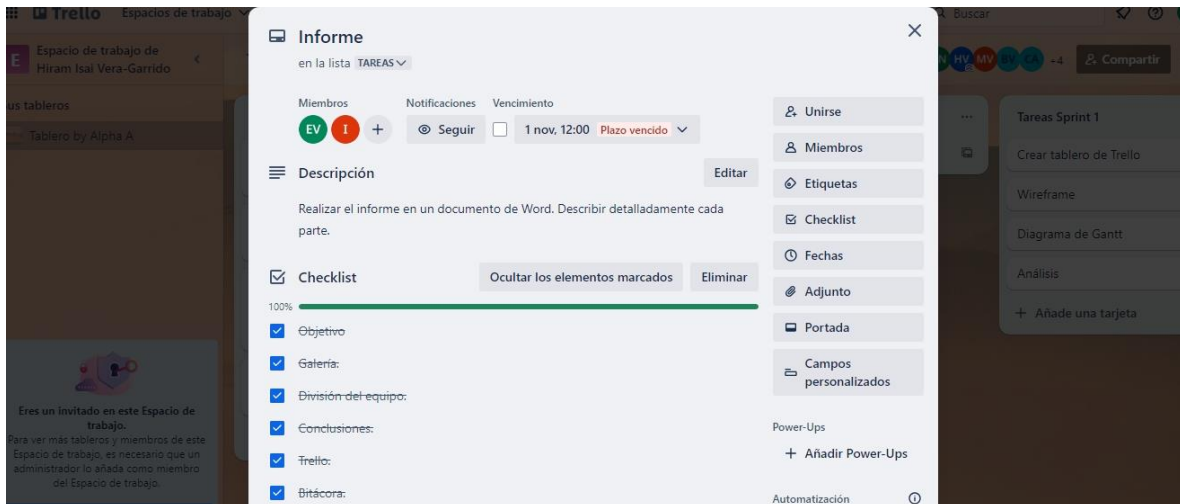 Trello
Espacios de trabajo
Buscar
E
Espacio de trabajo de
Hiram Isai Vera-Garrido
Tablero by Alpha A
Eres un invitado en este Espacio de
trabajo.
Para ver más tableros y miembros de este
Espacio de trabajo, es necesario que un
administrador lo añada como miembro
del Espacio de trabajo.
Informe
en la lista TAREAS
Miembros
Notificaciones
Vencimiento
EV
I
Seguir
1 nov, 12:00 Plazo vencido
Descripción
Editar
Realizar el informe en un documento de Word. Describir detalladamente cada
parte.
Checklist
Ocultar los elementos marcados
Eliminar
100%
Objetivo
Galería.
División del equipo.
Conclusiones.
Trello.
Bitácora.
Unirse
Miembros
Etiquetas
Checklist
Fechas
Adjunto
Portada
Campos
personalizados
Power-Ups
+ Añadir Power-Ups
Automatización
HV
MV
+4
Compartir
Tareas Sprint 1
Crear tablero de Trello
Wireframe
Diagrama de Gantt
Análisis
+ Añade una tarjeta